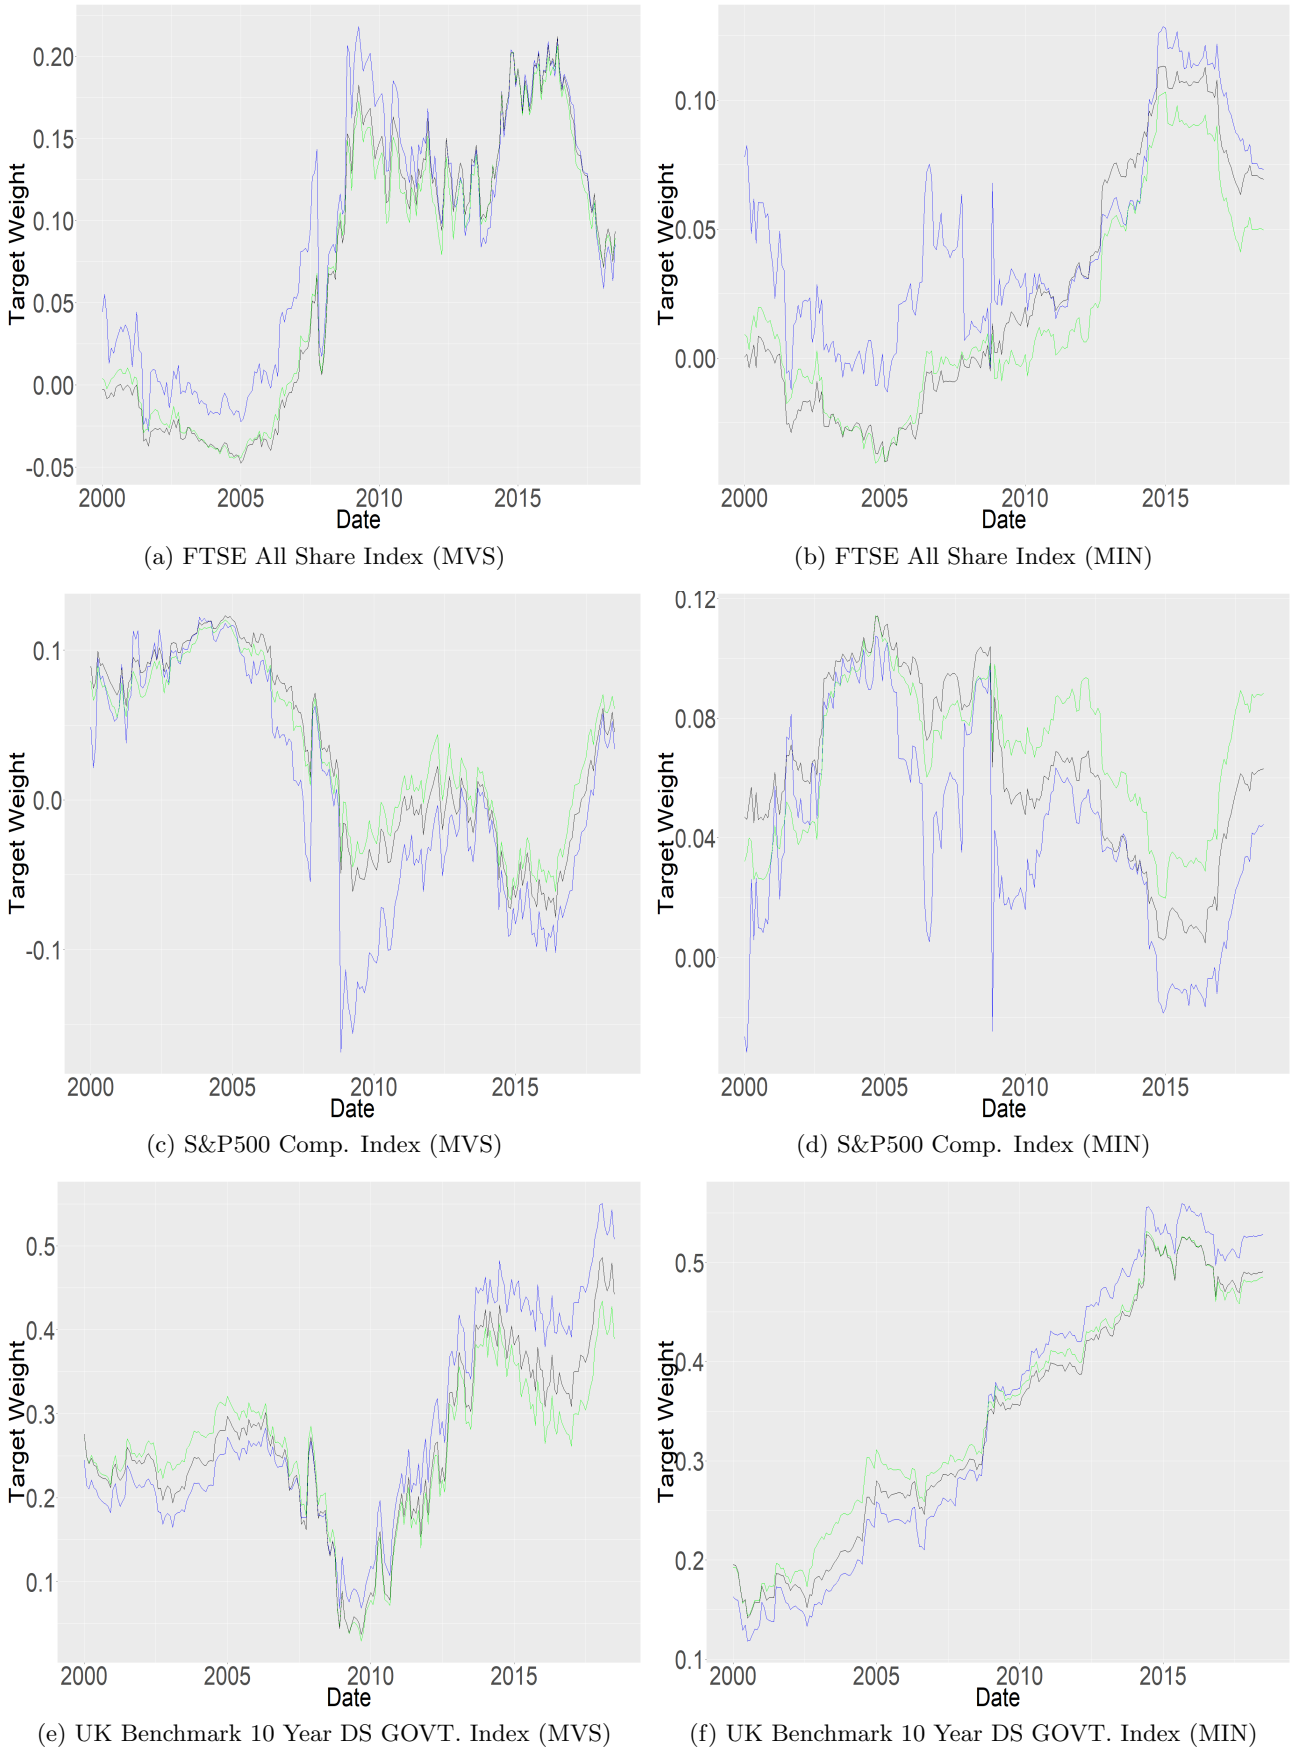 Target Weight
0.20
0.15
0.10
0.05
0.00
-0.05
2000 2005 2010 2015
Date
(a) FTSE All Share Index (MVS)
Target Weight
0.10
0.05
0.00
2000 2005 2010 2015
Date
(b) FTSE All Share Index (MIN)
Target Weight
0.1
0.0
-0.1
2000 2005 2010 2015
Date
(c) S&P500 Comp. Index (MVS)
Target Weight
0.12
0.08
0.04
0.00
2000 2005 2010 2015
Date
(d) S&P500 Comp. Index (MIN)
Target Weight
0.5
0.4
0.3
0.2
0.1
2000 2005 2010 2015
Date
(e) UK Benchmark 10 Year DS GOVT. Index (MVS)
Target Weight
0.5
0.4
0.3
0.2
0.1
2000 2005 2010 2015
Date
(f) UK Benchmark 10 Year DS GOVT. Index (MIN)